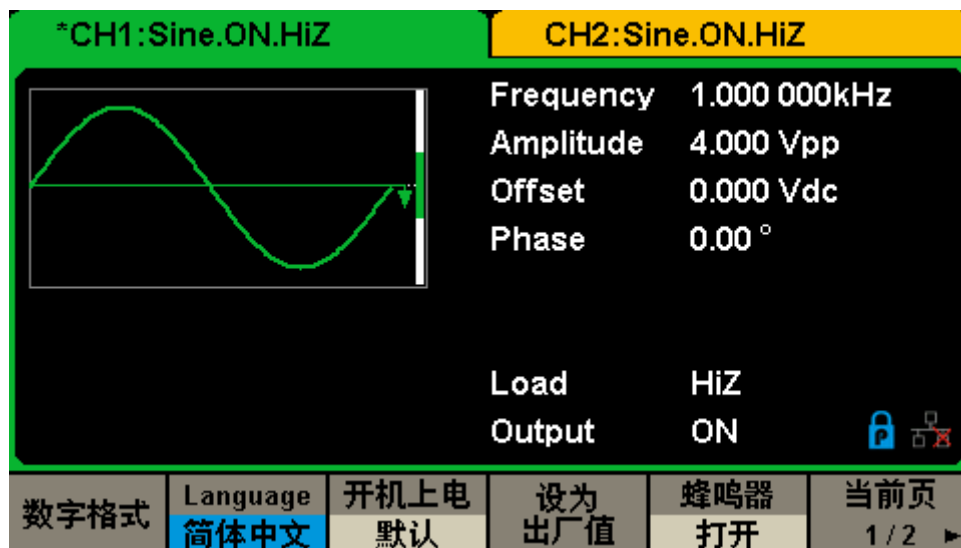 *CH1:Sine.ON.HiZ
CH2:Sine.ON.HiZ
Frequency 1.000 000kHz
Amplitude 4.000 Vpp
Offset 0.000 Vdc
Phase 0.00 °
Load HiZ
Output ON
P
数字格式
Language
简体中文
开机上电
默认
设为
出厂值
蜂鸣器
打开
当前页
1/2 ►